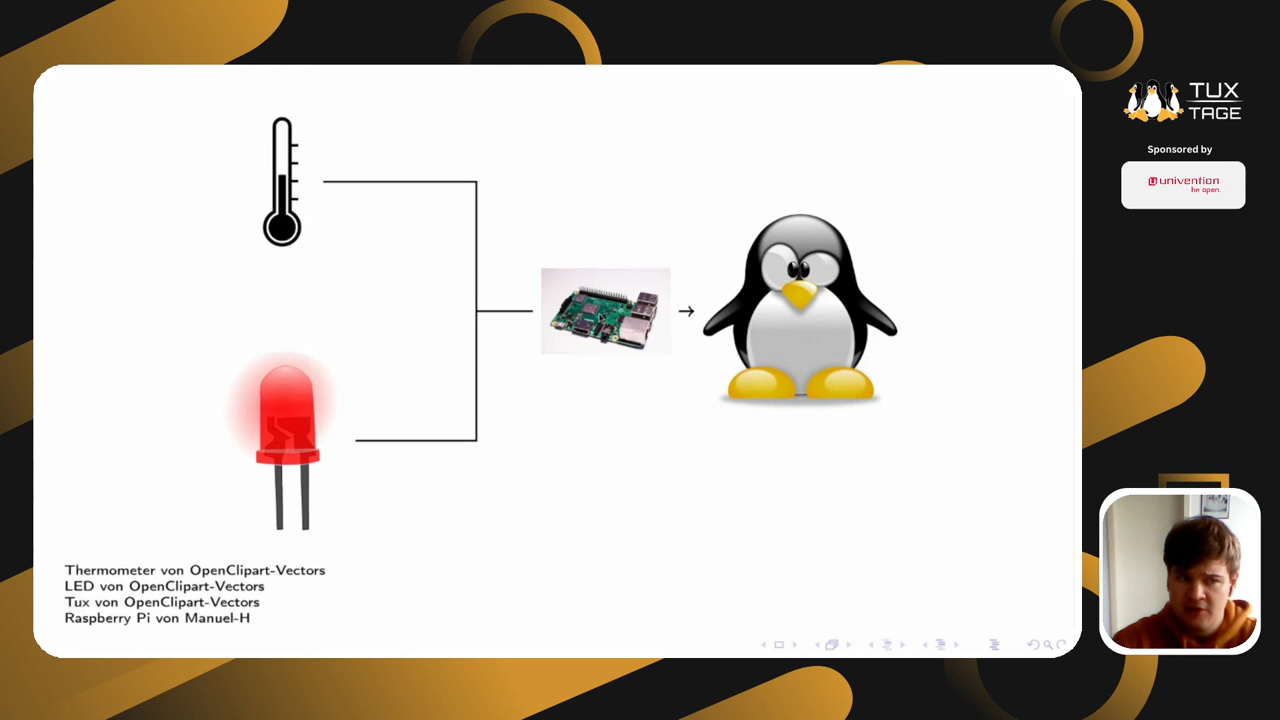 TUX
TAGE
Sponsored by
univention
be open.
Thermometer von OpenClipart-Vectors
LED von OpenClipart-Vectors
Tux von OpenClipart-Vectors
Raspberry Pi von Manuel-H